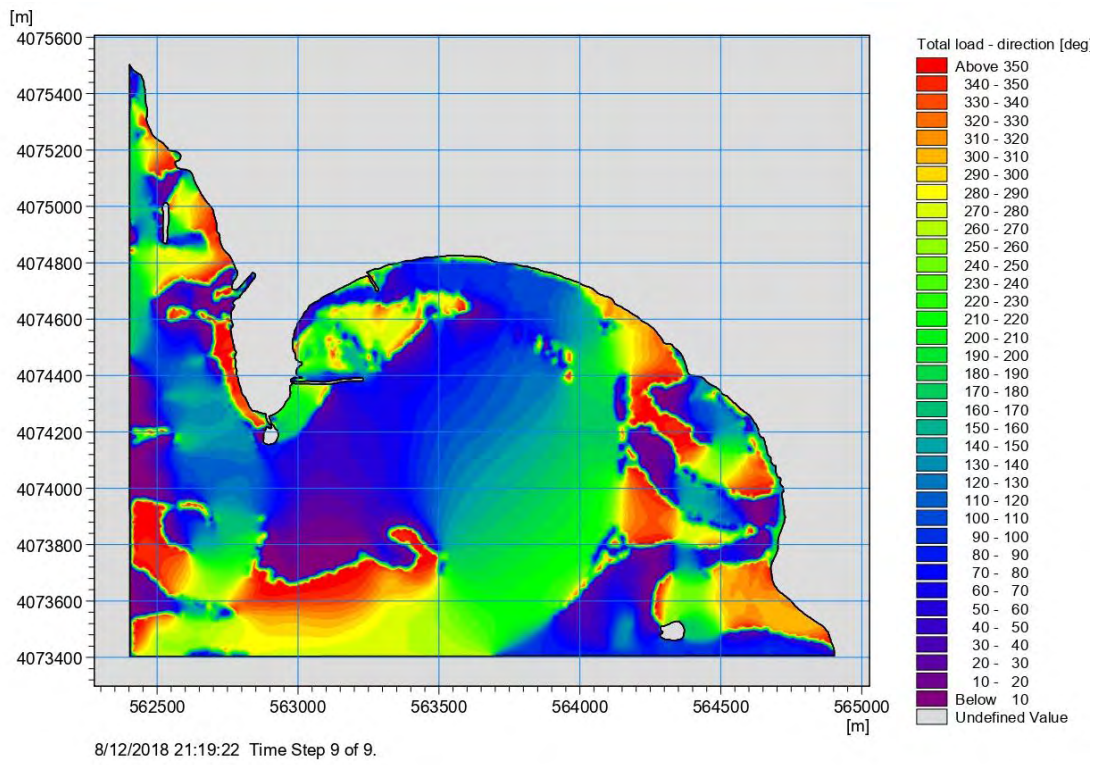 [m]
4075600
4075400
4075200
4075000
4074800
4074600
4074400
4074200
4074000
4073800
4073600
4073400
562500 563000 563500 564000 564500 565000
[m]
8/12/2018 21:19:22 Time Step 9 of 9.
Total load - direction [deg]
Above 350
340 - 350
330 - 340
320 - 330
310 - 320
300 - 310
290 - 300
280 - 290
270 - 280
260 - 270
250 - 260
240 - 250
230 - 240
220 - 230
210 - 220
200 - 210
190 - 200
180 - 190
170 - 180
160 - 170
150 - 160
140 - 150
130 - 140
120 - 130
110 - 120
100 - 110
90 - 100
80 - 90
70 - 80
60 - 70
50 - 60
40 - 50
30 - 40
20 - 30
10 - 20
Below 10
Undefined Value